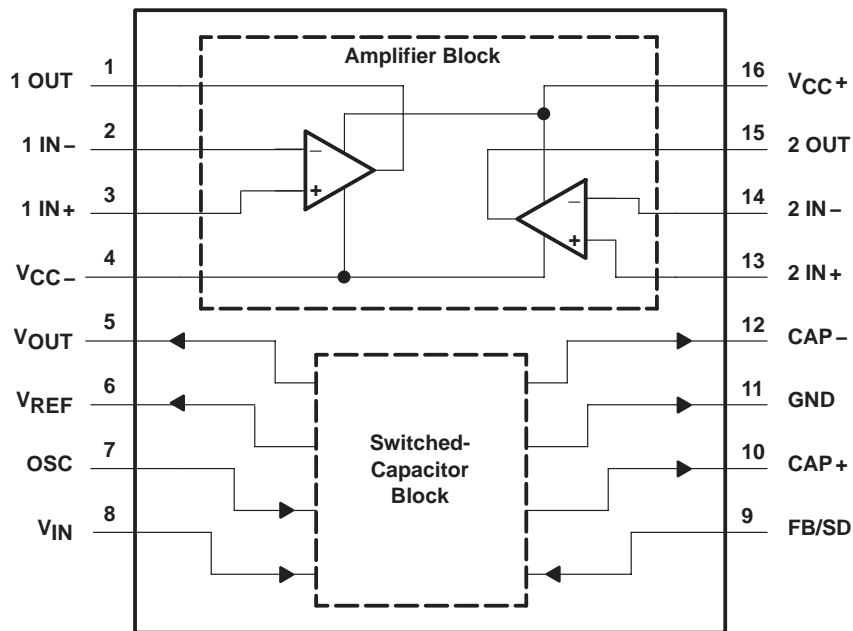 Amplifier Block
1 OUT 1
1 IN− 2
1 IN+ 3
VCC− 4
VOUT 5
VREF 6
OSC 7
VIN 8
− +
− +
16 VCC+
15 2 OUT
14 2 IN−
13 2 IN+
12 CAP−
11 GND
10 CAP+
9 FB/SD
Switched-
Capacitor
Block